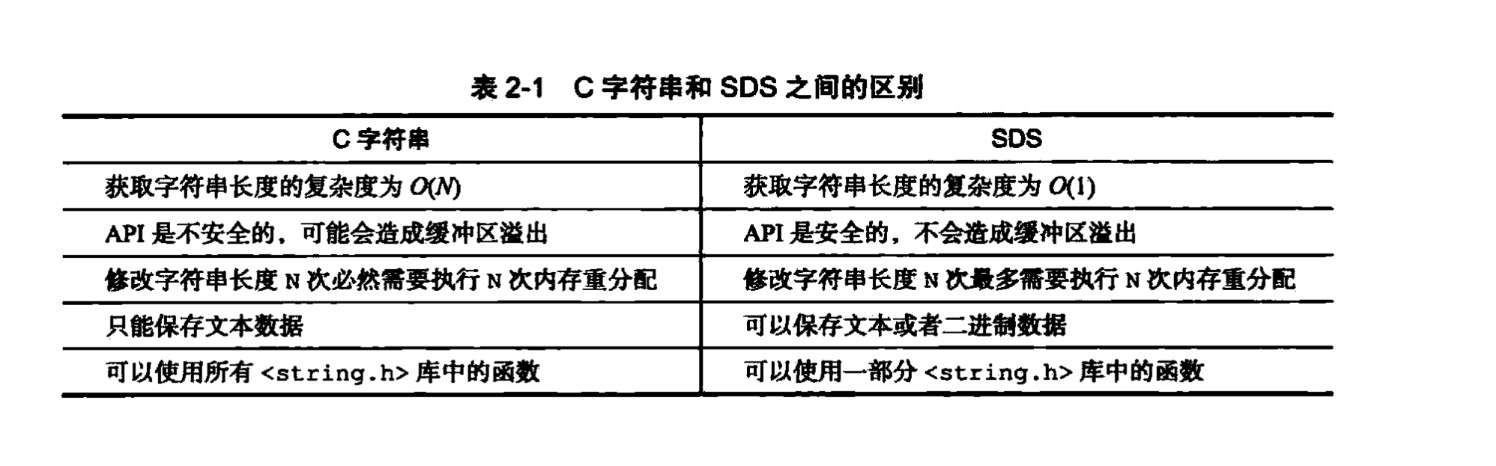 表 2-1 C 字符串和 SDS 之间的区别
C 字符串 SDS
获取字符串长度的复杂度为 O(N) 获取字符串长度的复杂度为 O(1)
API 是不安全的，可能会造成缓冲区溢出 API 是安全的，不会造成缓冲区溢出
修改字符串长度 N 次必然需要执行 N 次内存重分配 修改字符串长度 N 次最多需要执行 N 次内存重分配
只能保存文本数据 可以保存文本或者二进制数据
可以使用所有 <string.h> 库中的函数 可以使用一部分 <string.h> 库中的函数